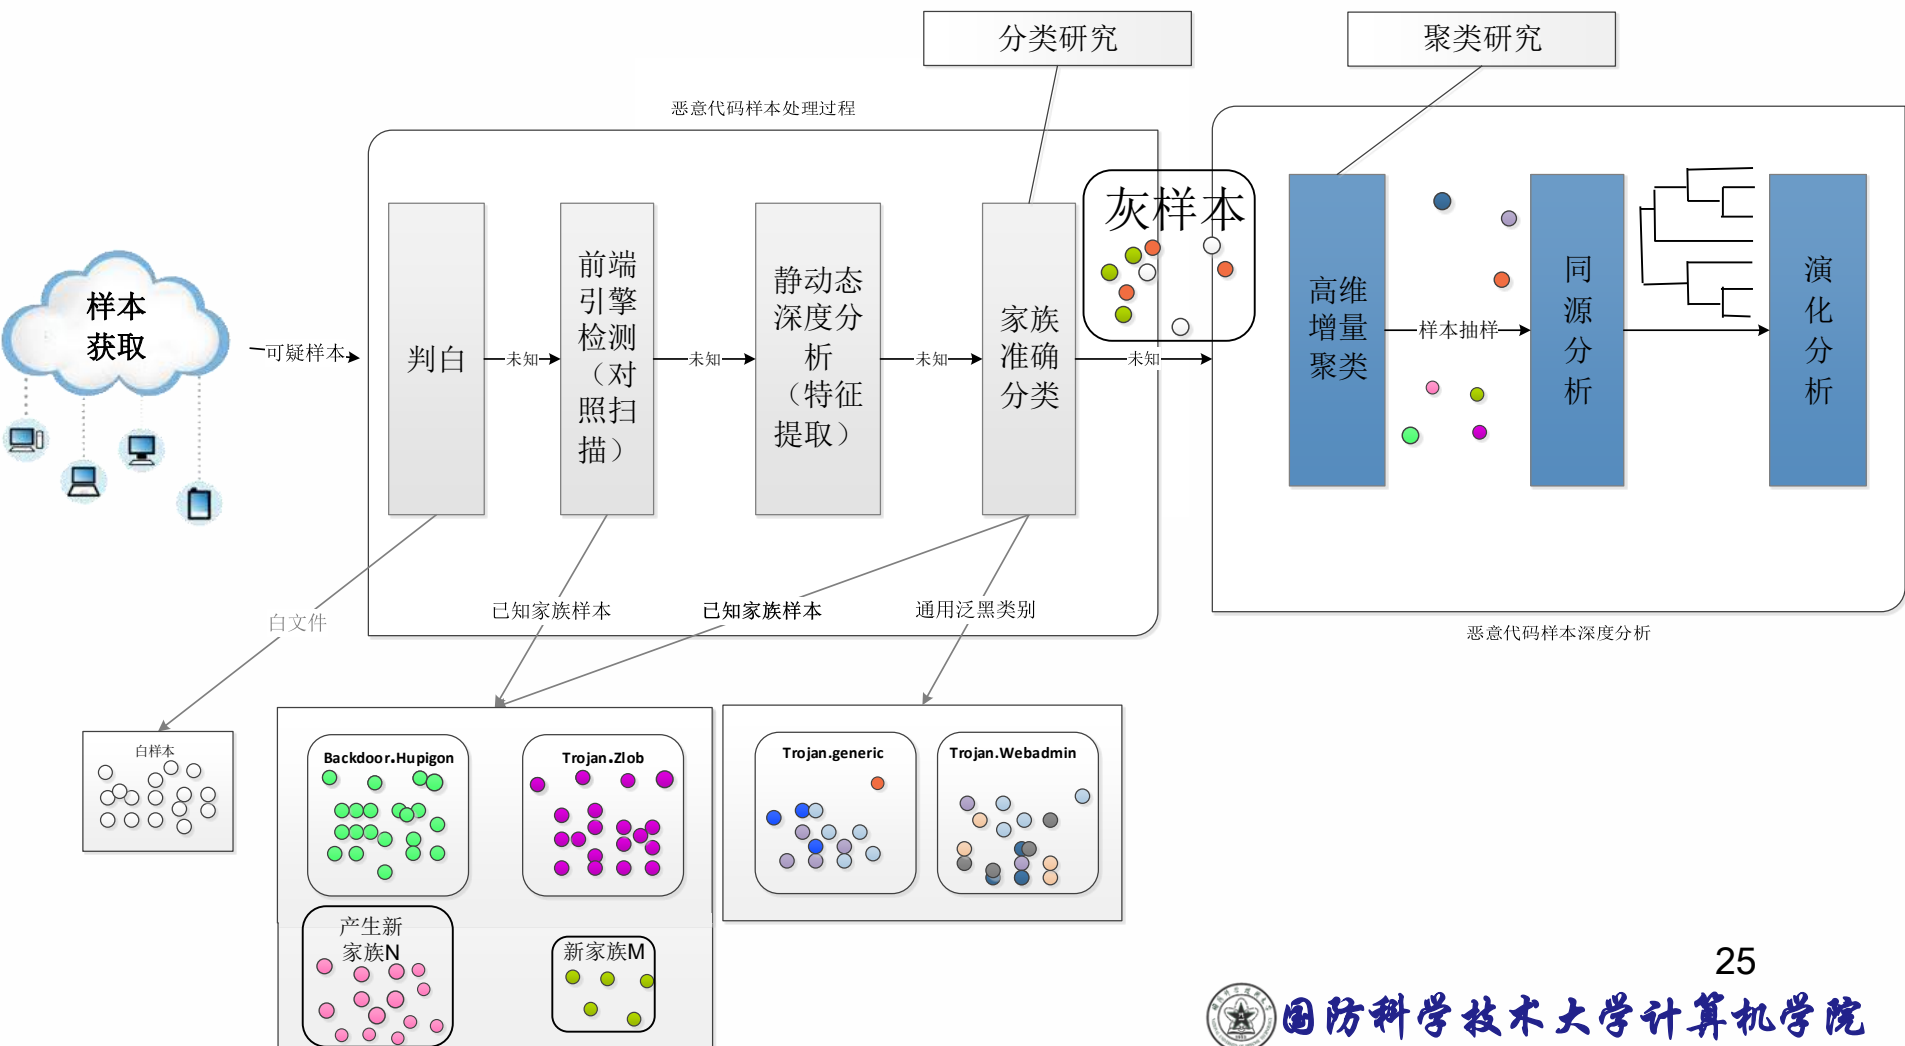 分类研究
聚类研究
恶意代码样本处理过程
灰样本
样本
获取
可疑样本
判白
未知
前端
引擎
检测
（对
照扫
描）
未知
静动态
深度分
析
（特征
提取）
未知
家族
准确
分类
未知
高维
增量
聚类
样本抽样
同
源
分
析
演
化
分
析
白文件
已知家族样本
已知家族样本
通用泛黑类别
恶意代码样本深度分析
白样本
Backdoor.Hupigon
Trojan.Zlob
Trojan.generic
Trojan.Webadmin
产生新
家族N
新家族M
25
国防科学技术大学计算机学院